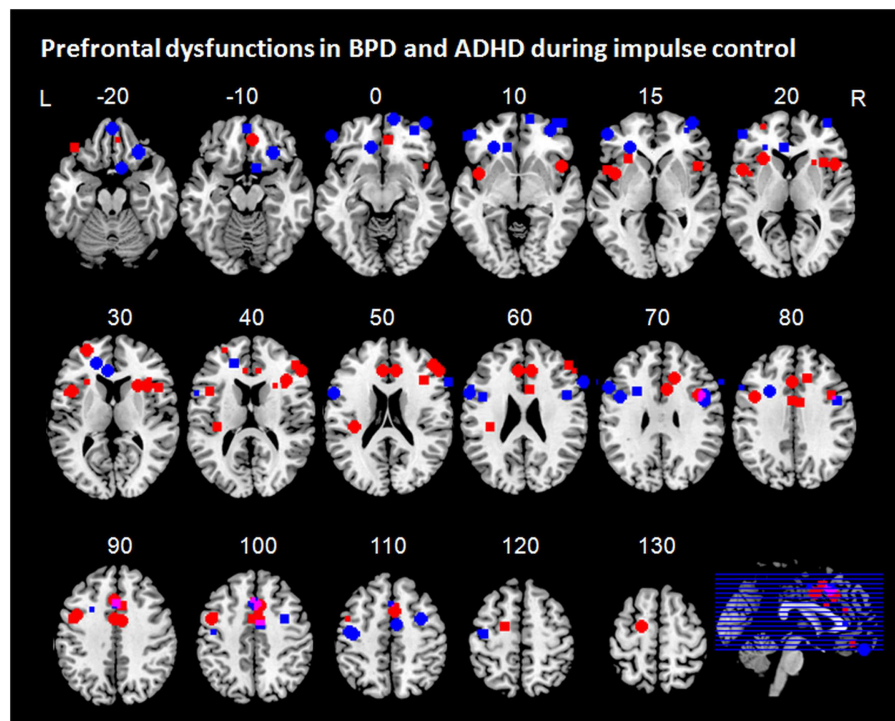 Prefrontal dysfunctions in BPD and ADHD during impulse control
L -20 -10 0 10 15 20 R
30 40 50 60 70 80
90 100 110 120 130